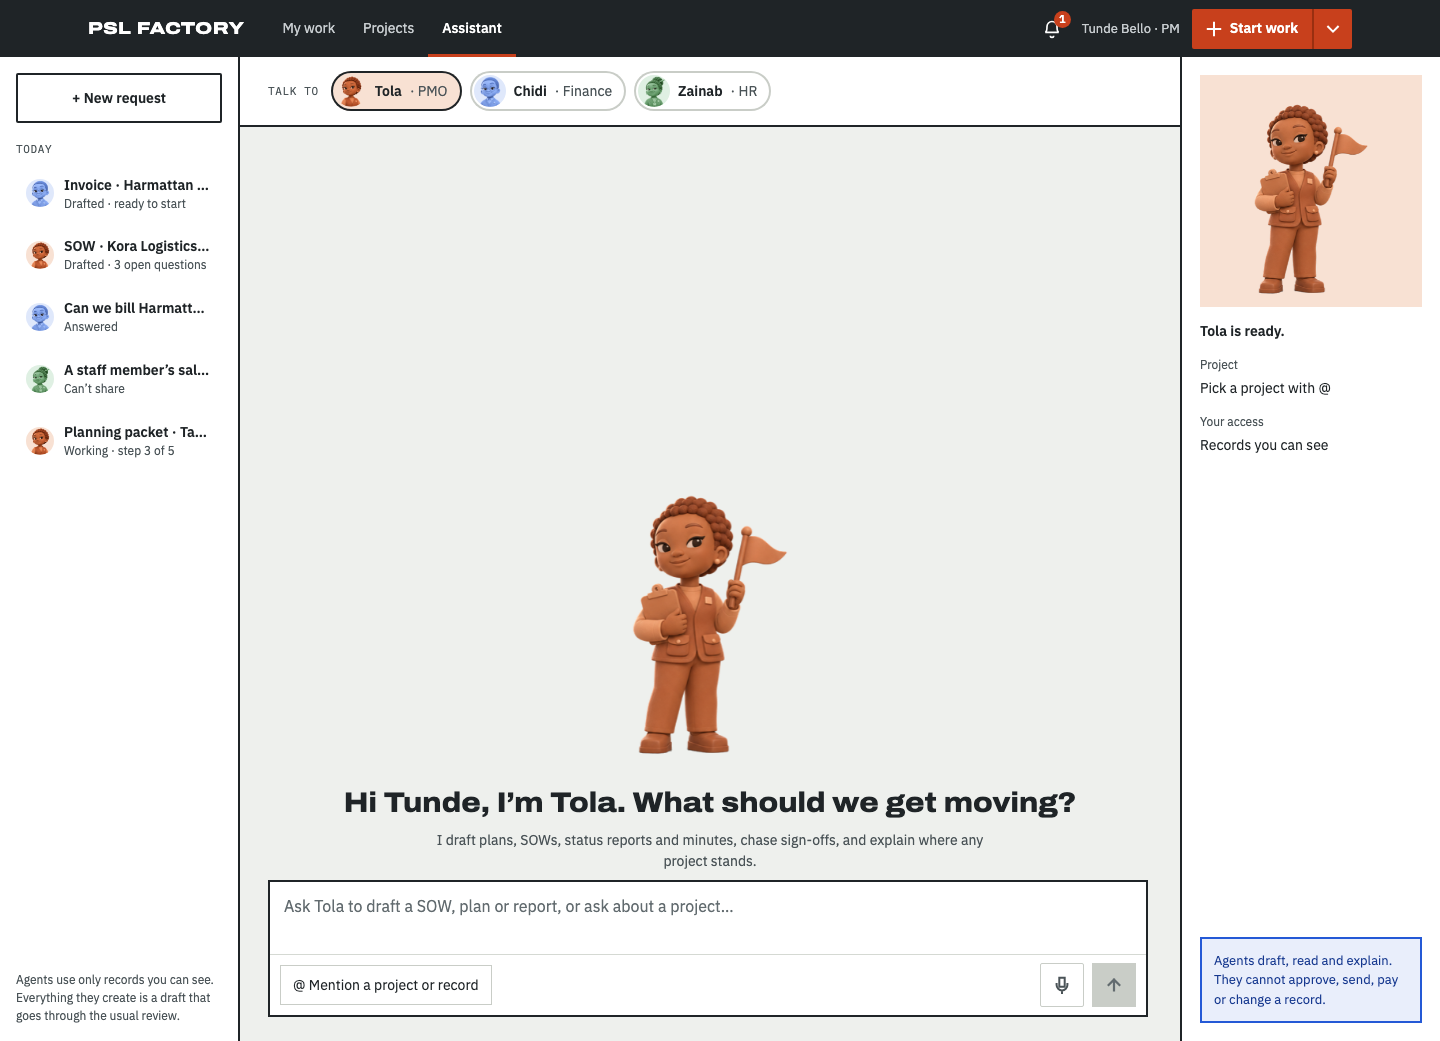 PSL FACTORY
My work
Projects
Assistant
1
Tunde Bello · PM
Start work
+ New request
TODAY
Invoice · Harmattan ...
Drafted · ready to start
SOW · Kora Logistics...
Drafted · 3 open questions
Can we bill Harmatt...
Answered
A staff member’s sal...
Can’t share
Planning packet · Ta...
Working · step 3 of 5
Agents use only records you can see.
Everything they create is a draft that
goes through the usual review.
TALK TO
Tola · PMO
Chidi · Finance
Zainab · HR
Hi Tunde, I’m Tola. What should we get moving?
I draft plans, SOWs, status reports and minutes, chase sign-offs, and explain where any
project stands.
Ask Tola to draft a SOW, plan or report, or ask about a project...
@ Mention a project or record
Tola is ready.
Project
Pick a project with @
Your access
Records you can see
Agents draft, read and explain.
They cannot approve, send, pay
or change a record.